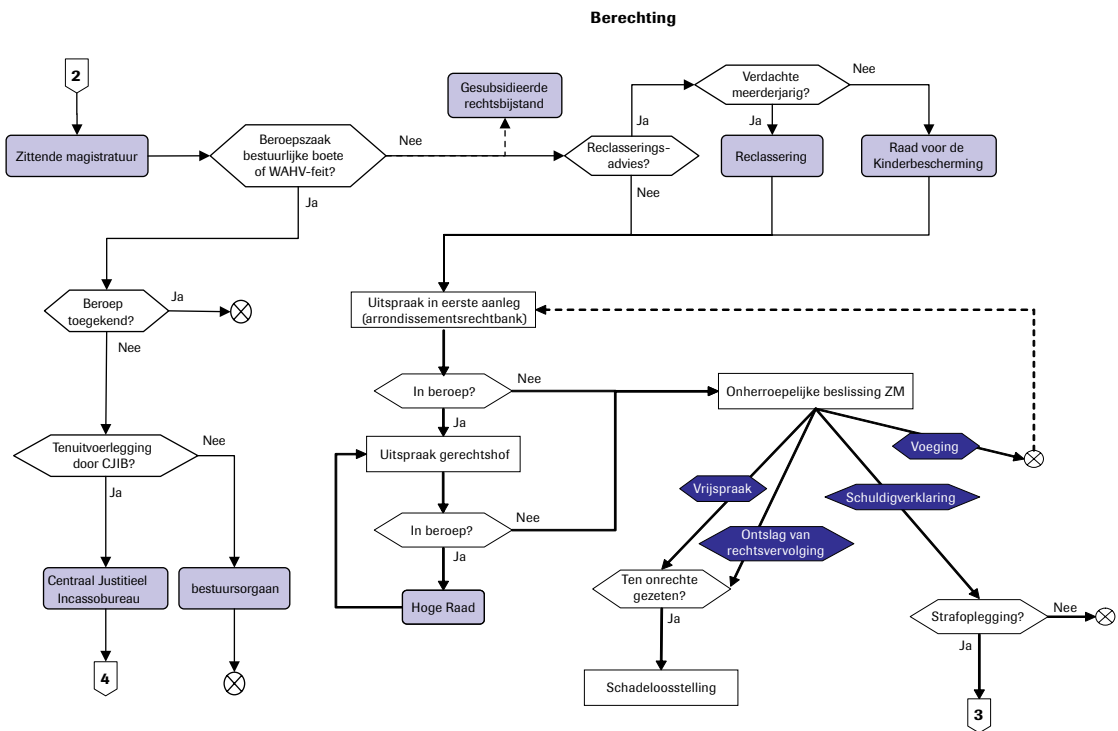 Berechting
2
Zittende magistratuur
Beroepszaak
bestuurlijke boete
of WAHV-feit?
Nee
Ja
Gesubsidieerde
rechtsbijstand
Reclasserings-
advies?
Ja
Nee
Verdachte
meerderjarig?
Nee
Ja
Reclassering
Raad voor de
Kinderbescherming
Beroep
toegekend?
Ja
Nee
Uitspraak in eerste aanleg
(arrondissementsrechtbank)
In beroep?
Nee
Ja
Onherroepelijke beslissing ZM
Tenuitvoerlegging
door CJIB?
Nee
Ja
Uitspraak gerechtshof
In beroep?
Nee
Ja
Voeging
Vrijspraak
Schuldigverklaring
Ontslag van
rechtsvervolging
Centraal Justitieel
Incassobureau
bestuursorgaan
Hoge Raad
Ten onrechte
gezeten?
Ja
Strafoplegging?
Nee
Ja
4
Schadeloosstelling
3